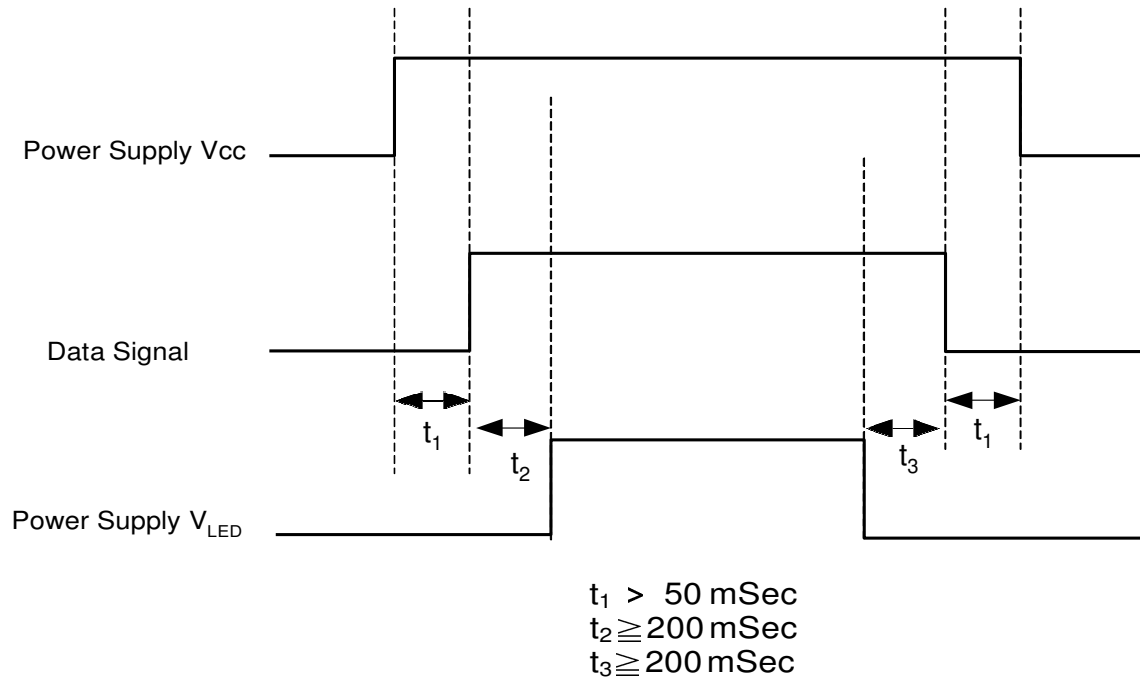 Power Supply Vcc
Data Signal
t₁
t₁
t₂
t₃
Power Supply V_LED
t₁ > 50 mSec
t₂ ≧ 200 mSec
t₃ ≧ 200 mSec